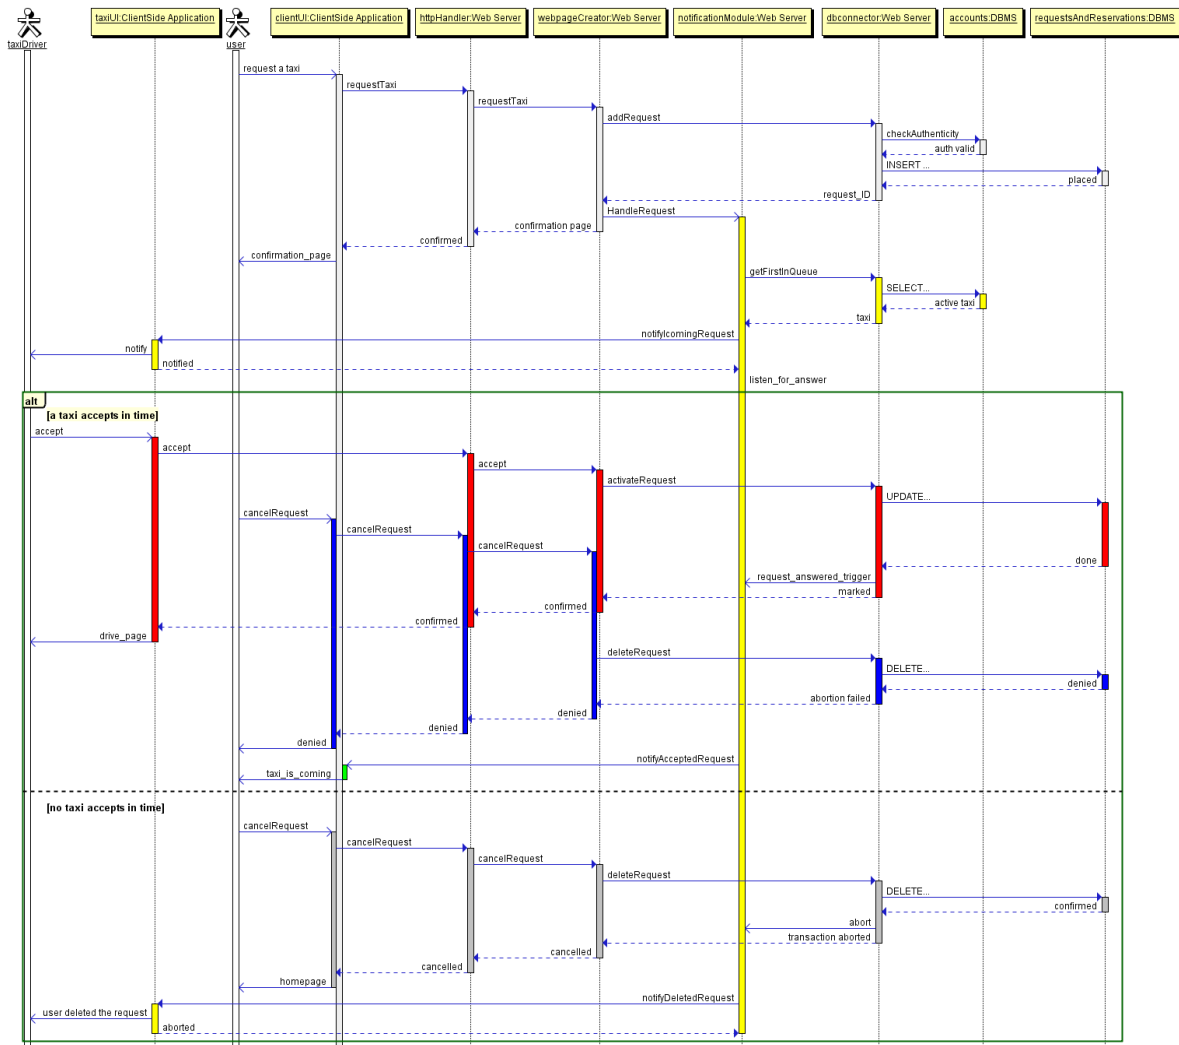 taxiUI:ClientSide Application
clientUI:ClientSide Application
httpHandler:Web Server
webpageCreator:Web Server
notificationModule:Web Server
dbconnector:Web Server
accounts:DBMS
requestsAndReservations:DBMS
taxiDriver
user
request a taxi
requestTaxi
requestTaxi
addRequest
checkAuthenticity
auth valid
INSERT ...
placed
request_ID
HandleRequest
confirmation page
confirmed
confirmation_page
getFirstInQueue
SELECT...
active taxi
taxi
notifyIcomingRequest
notify
notified
listen_for_answer
alt
[a taxi accepts in time]
accept
accept
accept
activateRequest
UPDATE...
cancelRequest
cancelRequest
cancelRequest
done
request_answered_trigger
marked
confirmed
confirmed
drive_page
deleteRequest
DELETE...
denied
abortion failed
denied
denied
denied
notifyAcceptedRequest
taxi_is_coming
[no taxi accepts in time]
cancelRequest
cancelRequest
cancelRequest
deleteRequest
DELETE...
confirmed
abort
transaction aborted
cancelled
cancelled
homepage
notifyDeletedRequest
user deleted the request
aborted